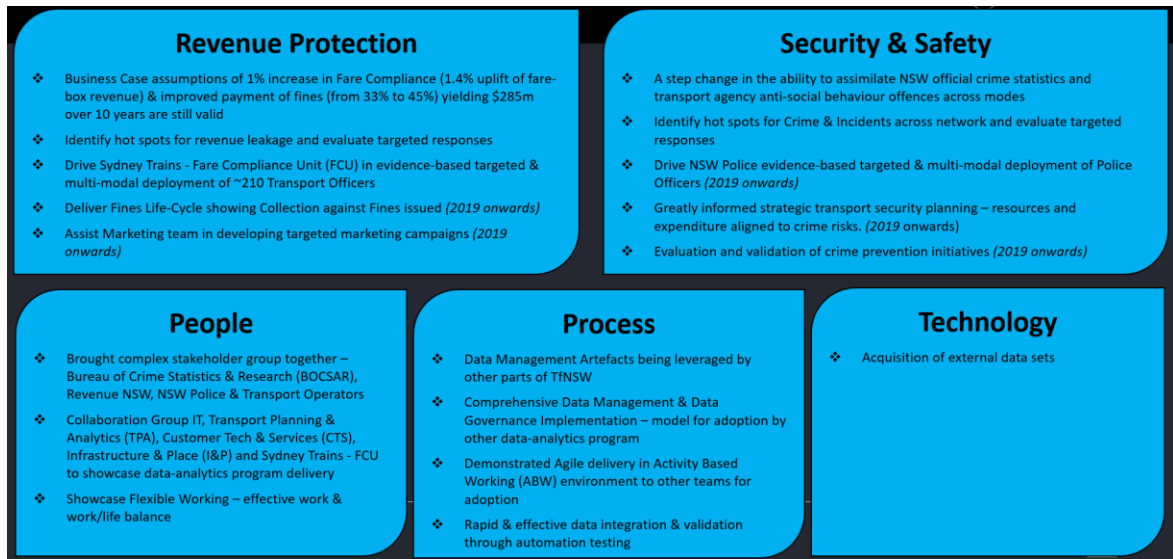 Revenue Protection
❖ Business Case assumptions of 1% increase in Fare Compliance (1.4% uplift of fare-
box revenue) & improved payment of fines (from 33% to 45%) yielding $285m
over 10 years are still valid
❖ Identify hot spots for revenue leakage and evaluate targeted responses
❖ Drive Sydney Trains - Fare Compliance Unit (FCU) in evidence-based targeted &
multi-modal deployment of ~210 Transport Officers
❖ Deliver Fines Life-Cycle showing Collection against Fines issued (2019 onwards)
❖ Assist Marketing team in developing targeted marketing campaigns (2019
onwards)
Security & Safety
❖ A step change in the ability to assimilate NSW official crime statistics and
transport agency anti-social behaviour offences across modes
❖ Identify hot spots for Crime & Incidents across network and evaluate targeted
responses
❖ Drive NSW Police evidence-based targeted & multi-modal deployment of Police
Officers (2019 onwards)
❖ Greatly informed strategic transport security planning – resources and
expenditure aligned to crime risks. (2019 onwards)
❖ Evaluation and validation of crime prevention initiatives (2019 onwards)
People
❖ Brought complex stakeholder group together –
Bureau of Crime Statistics & Research (BOCSAR),
Revenue NSW, NSW Police & Transport Operators
❖ Collaboration Group IT, Transport Planning &
Analytics (TPA), Customer Tech & Services (CTS),
Infrastructure & Place (I&P) and Sydney Trains - FCU
to showcase data-analytics program delivery
❖ Showcase Flexible Working – effective work &
work/life balance
Process
❖ Data Management Artefacts being leveraged by
other parts of TfNSW
❖ Comprehensive Data Management & Data
Governance Implementation – model for adoption by
other data-analytics program
❖ Demonstrated Agile delivery in Activity Based
Working (ABW) environment to other teams for
adoption
❖ Rapid & effective data integration & validation
through automation testing
Technology
❖ Acquisition of external data sets